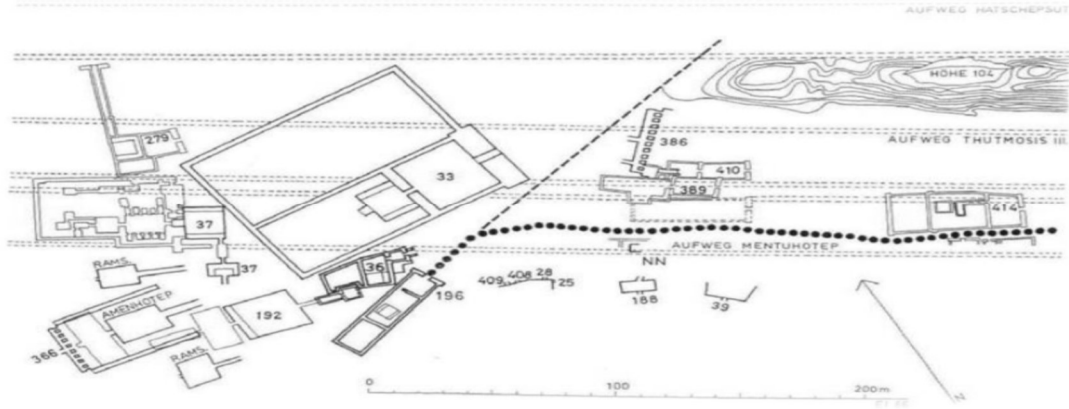 AUFWEG HATSCHEPSUT
HÖHE 104
279
386
AUFWEG THUTMOSIS III.
33
410
389
37
414
AUFWEG MENTUHOTEP
NN
RAMS.
37
36
196
409
408
28
25
188
39
AMENHOTEP
192
366
RAMS.
0
100
200m
N